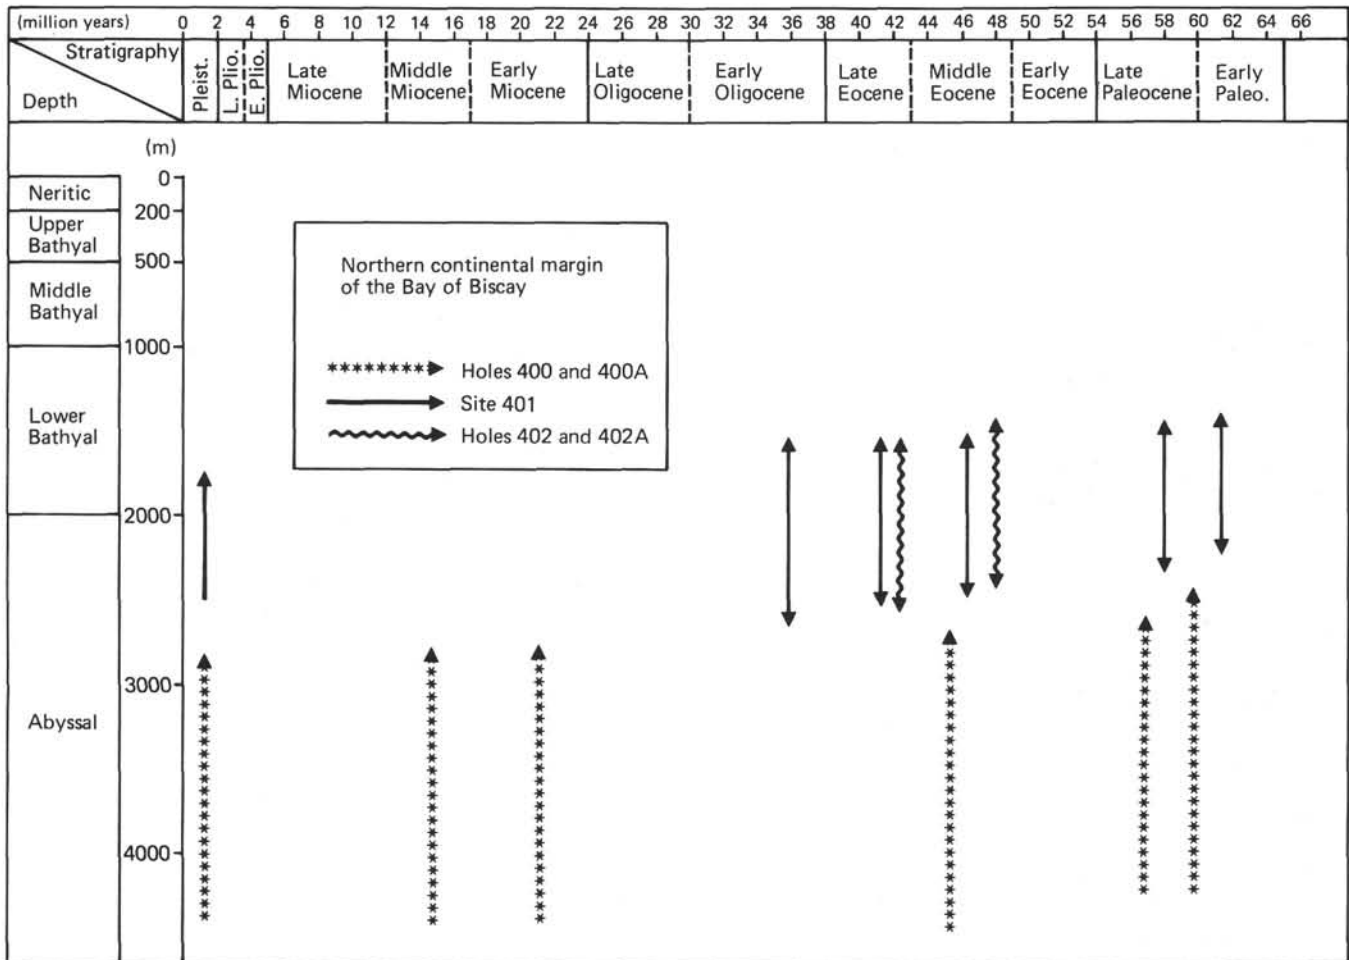 (million years) 0 2 4 6 8 10 12 14 16 18 20 22 24 26 28 30 32 34 36 38 40 42 44 46 48 50 52 54 56 58 60 62 64 66
Stratigraphy
Depth
Pleist.
L. Plio.
E. Plio.
Late
Miocene
Middle
Miocene
Early
Miocene
Late
Oligocene
Early
Oligocene
Late
Eocene
Middle
Eocene
Early
Eocene
Late
Paleocene
Early
Paleo.
(m)
0
Neritic
200
Upper
Bathyal
500
Middle
Bathyal
1000
Lower
Bathyal
2000
3000
Abyssal
4000
Northern continental margin
of the Bay of Biscay
Holes 400 and 400A
Site 401
Holes 402 and 402A